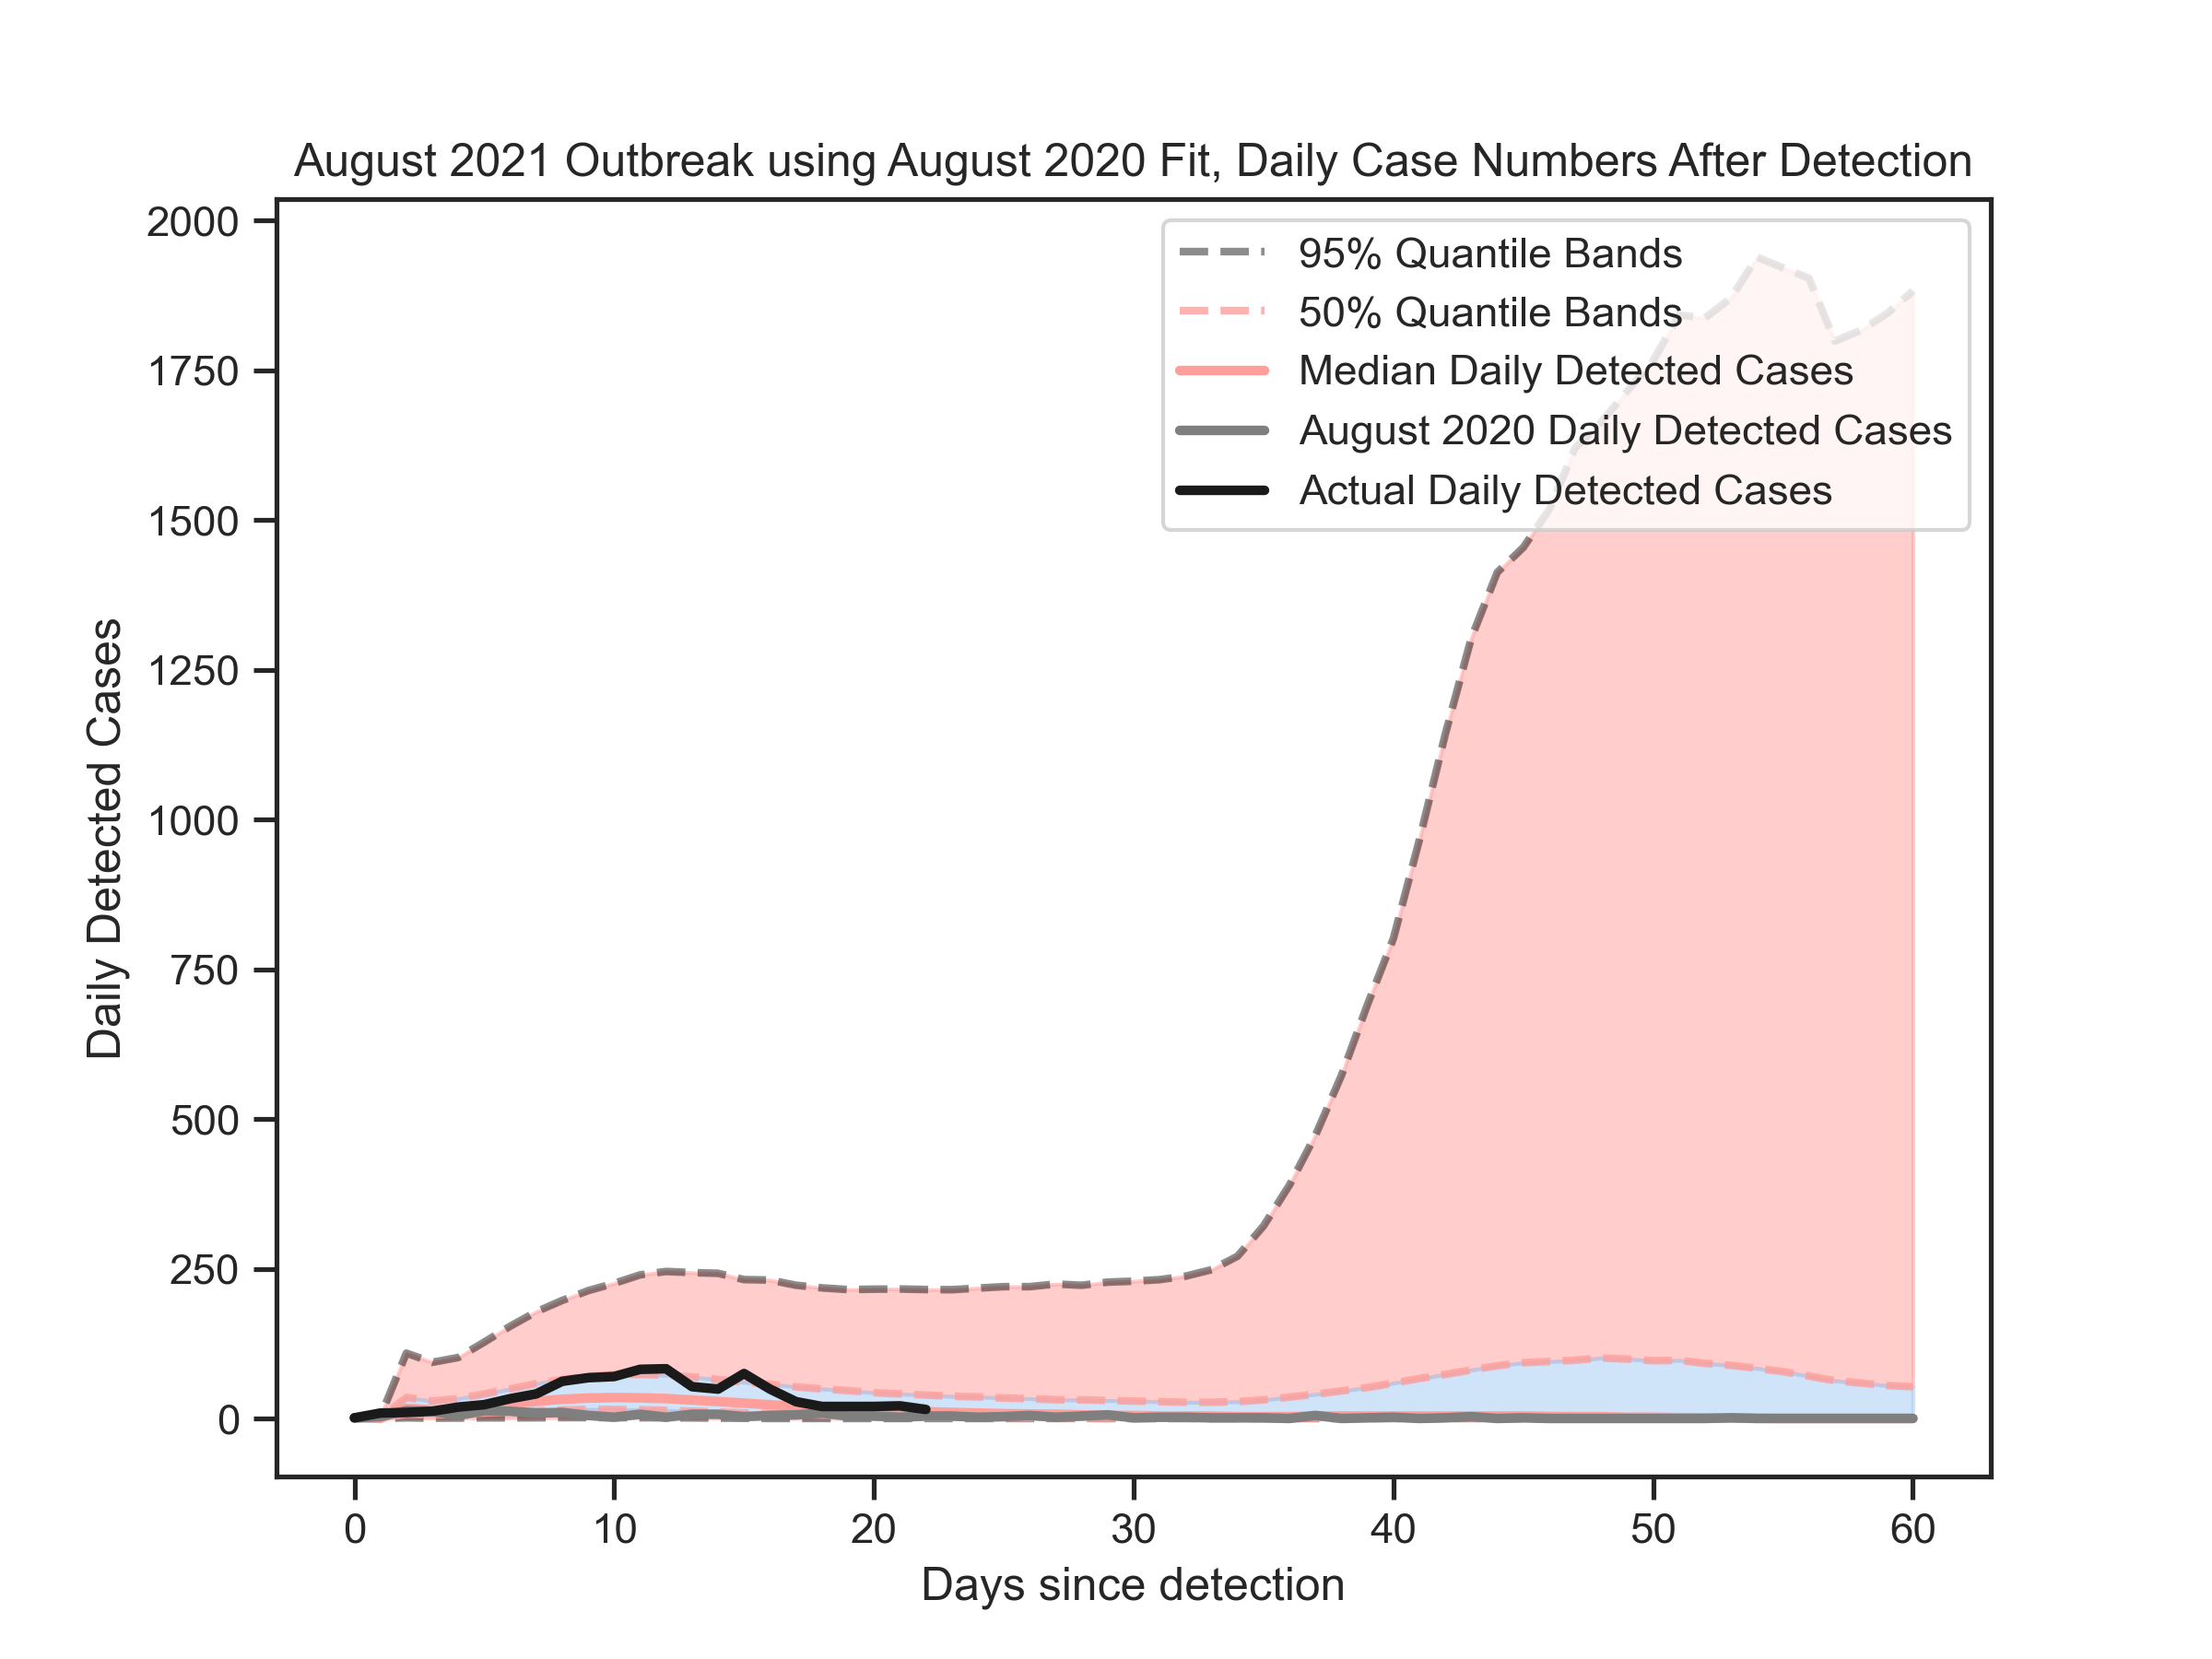 August 2021 Outbreak using August 2020 Fit, Daily Case Numbers After Detection
2000
1750
1500
1250
1000
750
500
250
0
Daily Detected Cases
95% Quantile Bands
50% Quantile Bands
Median Daily Detected Cases
August 2020 Daily Detected Cases
Actual Daily Detected Cases
0 10 20 30 40 50 60
Days since detection